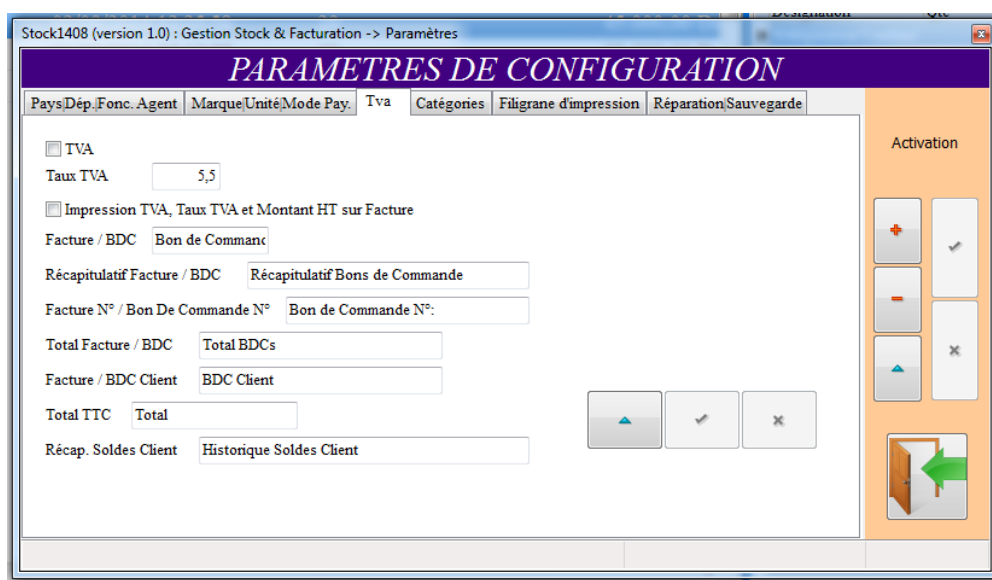 Désignation Qté
Stock1408 (version 1.0) : Gestion Stock & Facturation -> Paramètres
PARAMETRES DE CONFIGURATION
Pays|Dép.|Fonc. Agent Marque|Unité|Mode Pay. Tva Catégories Filigrane d'impression Réparation|Sauvegarde
Activation
TVA
Taux TVA 5,5
Impression TVA, Taux TVA et Montant HT sur Facture
Facture / BDC Bon de Command
Récapitulatif Facture / BDC Récapitulatif Bons de Commande
Facture N° / Bon De Commande N° Bon de Commande N°:
Total Facture / BDC Total BDCs
Facture / BDC Client BDC Client
Total TTC Total
Récap. Soldes Client Historique Soldes Client